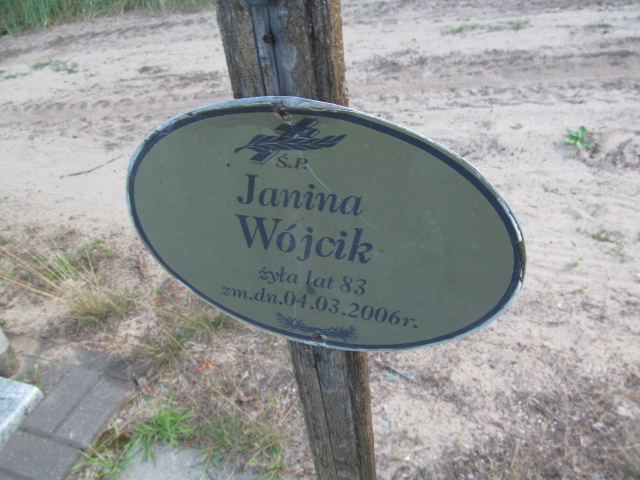 Ś.P.
Janina
Wójcik
żyła lat 83
zm.dn.04.03.2006r.